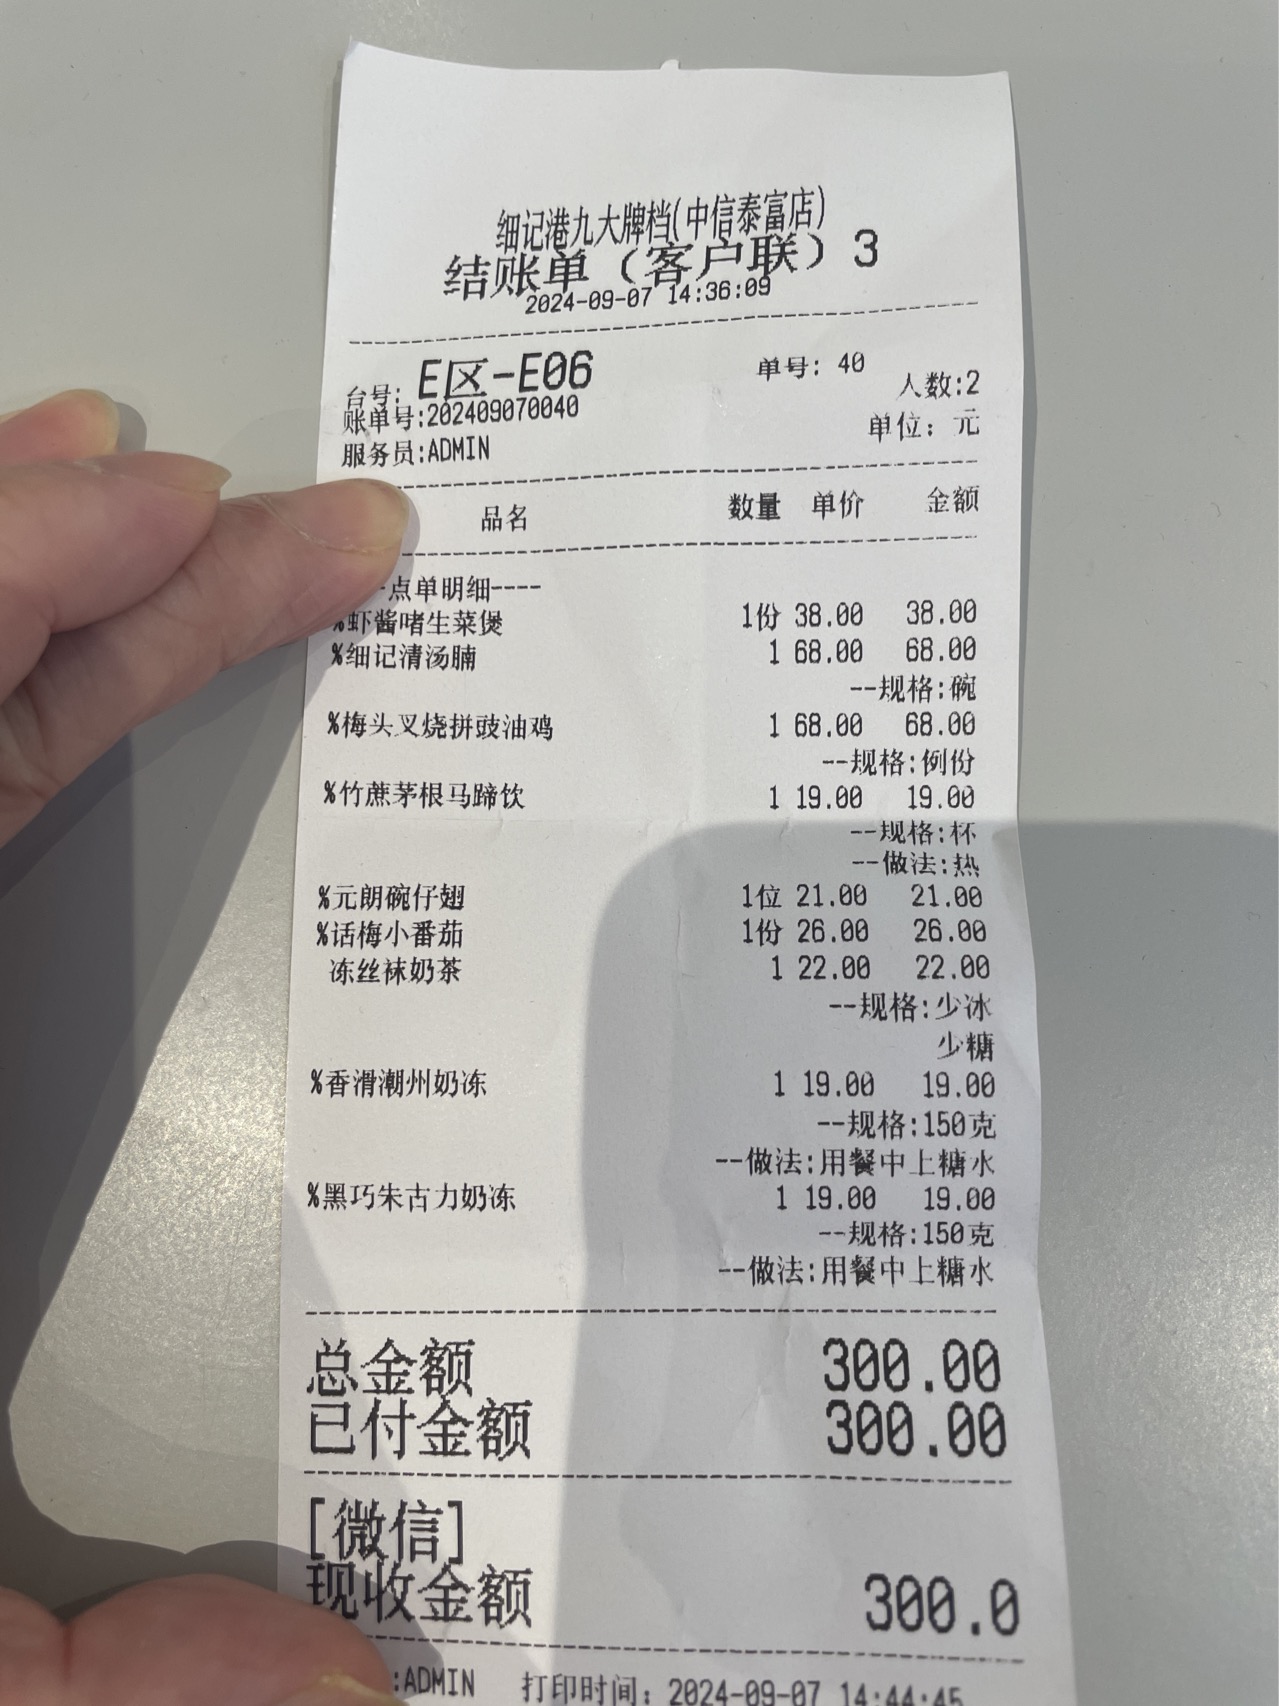 细记港九大牌档(中信泰富店)
结账单（客户联）3
2024-09-07 14:36:09
台号: E区-E06 单号: 40
人数:2
账单号:202409070040
单位: 元
服务员:ADMIN
品名 数量 单价 金额
-点单明细----
%虾酱啫生菜煲 1份 38.00 38.00
%细记清汤腩 1 68.00 68.00
--规格:碗
%梅头叉烧拼豉油鸡 1 68.00 68.00
--规格:例份
%竹蔗茅根马蹄饮 1 19.00 19.00
--规格:杯
--做法:热
%元朗碗仔翅 1位 21.00 21.00
%话梅小番茄 1份 26.00 26.00
冻丝袜奶茶 1 22.00 22.00
--规格:少冰
少糖
%香滑潮州奶冻 1 19.00 19.00
--规格:150克
--做法:用餐中上糖水
%黑巧朱古力奶冻 1 19.00 19.00
--规格:150克
--做法:用餐中上糖水
总金额 300.00
已付金额 300.00
[微信]
现收金额 300.0
:ADMIN 打印时间: 2024-09-07 14:44:45